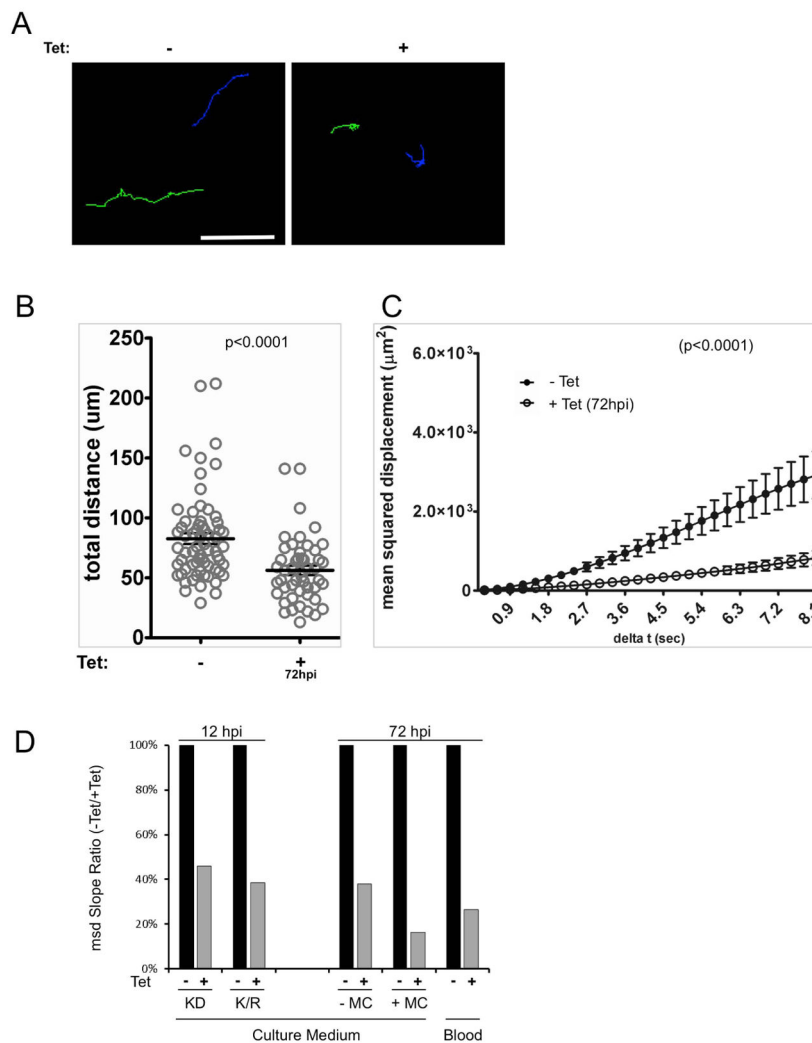 A
Tet: - +
B
C
250
200
150
100
50
0
total distance (um)
p<0.0001
Tet: - +
72hpi
6.0×10³
4.0×10³
2.0×10³
0
mean squared displacement (µm²)
(p<0.0001)
- Tet
+ Tet (72hpi)
0.9 1.8 2.7 3.6 4.5 5.4 6.3 7.2
delta t (sec)
D
12 hpi 72 hpi
100%
80%
60%
40%
20%
0%
msd Slope Ratio (-Tet/+Tet)
Tet - + - + - + - + - +
KD K/R - MC + MC
Culture Medium Blood